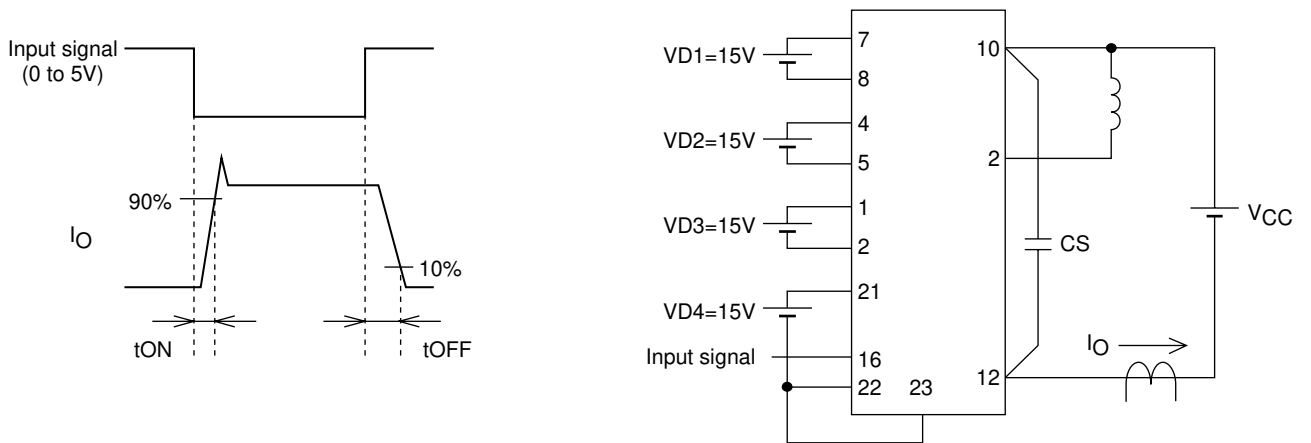 Input signal
(0 to 5V)
90%
IO
10%
tON
tOFF
VD1=15V
7
8
VD2=15V
4
5
VD3=15V
1
2
VD4=15V
21
Input signal
16
22
23
10
2
12
CS
VCC
IO